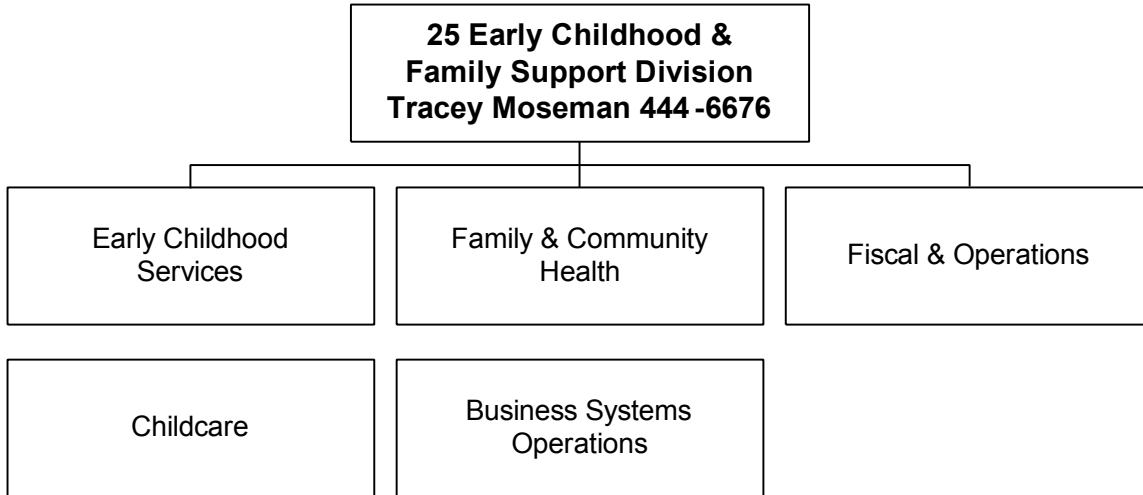 25 Early Childhood &
Family Support Division
Tracey Moseman 444-6676
Early Childhood
Services
Family & Community
Health
Fiscal & Operations
Childcare
Business Systems
Operations